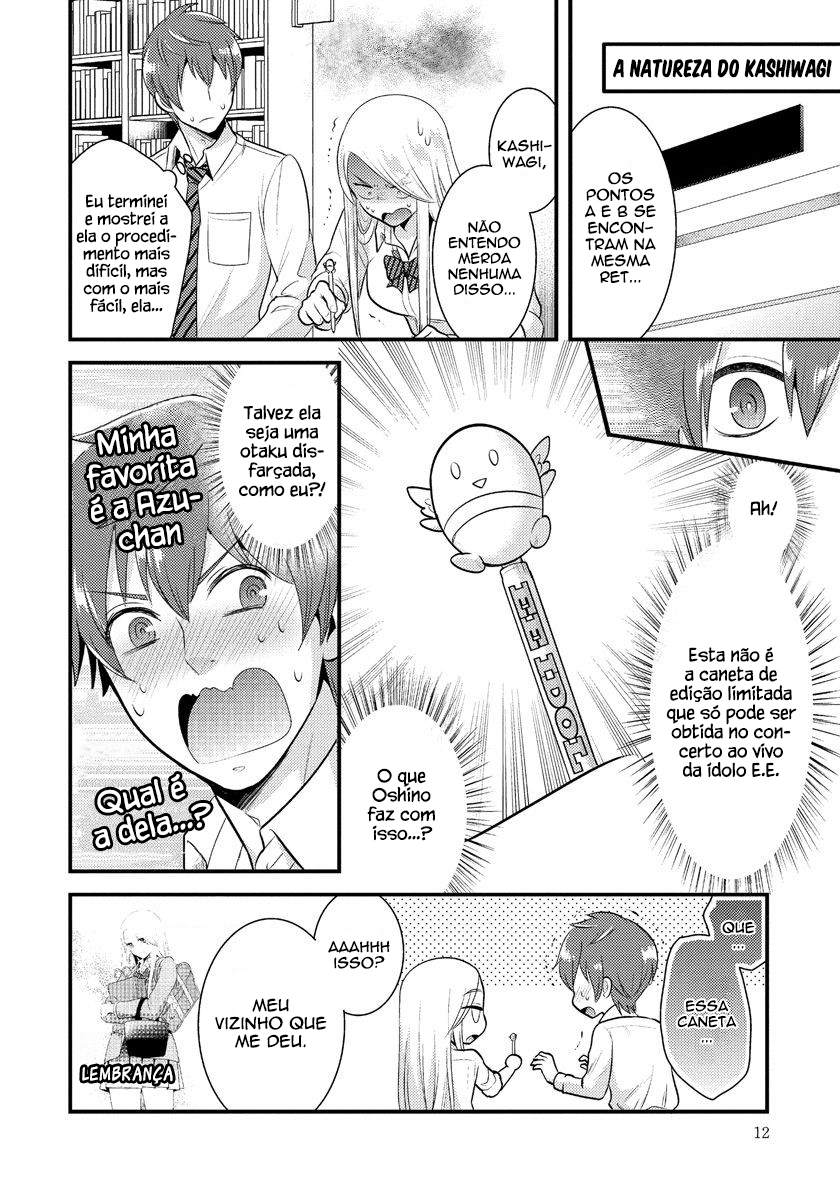 A NATUREZA DO KASHIWAGI
OS
PONTOS
A E B SE
ENCON-
TRAM NA
MESMA
RET...
KASHI-
WAGI,
NÃO
ENTENDO
MERDA
NENHUMA
DISSO...
Eu terminei
e mostrei a
ela o procedi-
mento mais
difícil, mas
com o mais
fácil, ela...
Ah!
Esta não é
a caneta de
edição limitada
que só pode ser
obtida no con-
certo ao vivo
da ídolo E.E.
O que
Oshino
faz com
isso...?
Talvez ela
seja uma
otaku dis-
farçada,
como eu?!
Minha
favorita
é a Azu-
chan
Qual é
a dela....?
QUE
...
ESSA
CANETA
...
AAAHHH
ISSO?
MEU
VIZINHO QUE
ME DEU.
LEMBRANÇA
12